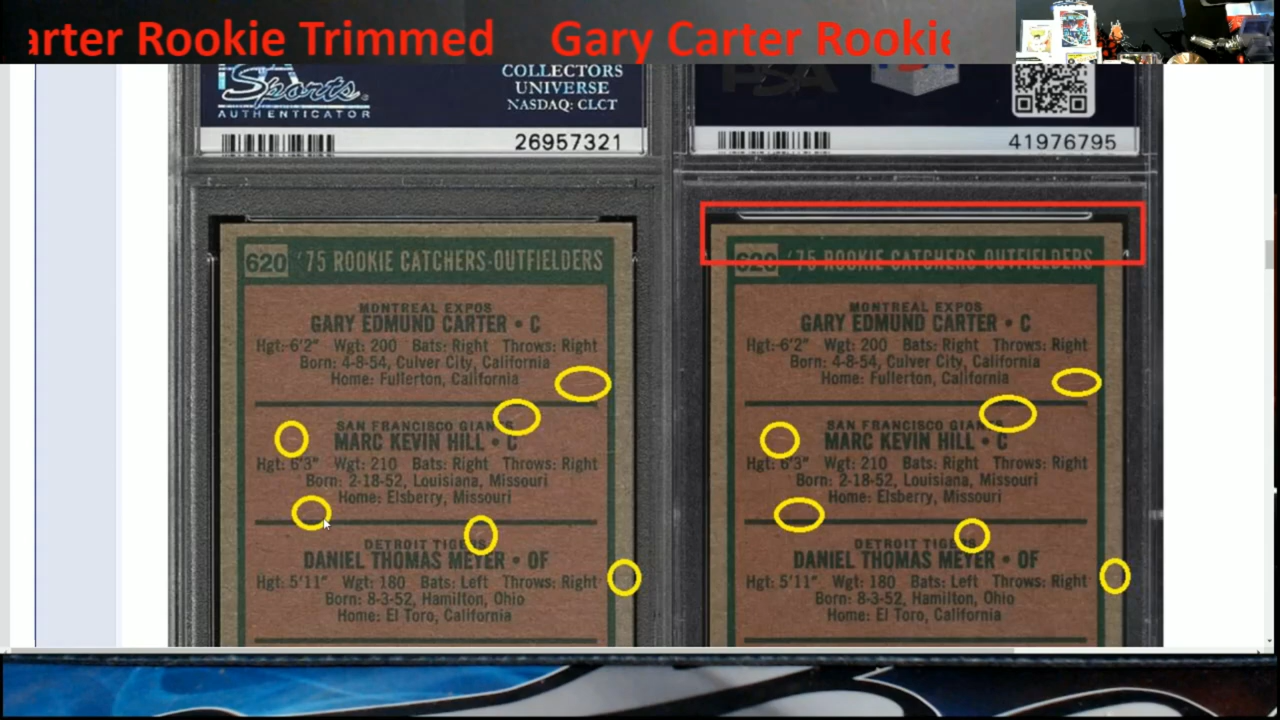 arter Rookie Trimmed Gary Carter Rookie
Sports
AUTHENTICATOR
COLLECTORS
UNIVERSE
NASDAQ: CLCT
26957321
PSA
41976795
620 '75 ROOKIE CATCHERS-OUTFIELDERS
MONTREAL EXPOS
GARY EDMUND CARTER • C
Hgt: 6'2" Wgt: 200 Bats: Right Throws: Right
Born: 4-8-54, Culver City, California
Home: Fullerton, California
SAN FRANCISCO GIANTS
MARC KEVIN HILL • C
Hgt: 6'3" Wgt: 210 Bats: Right Throws: Right
Born: 2-18-52, Louisiana, Missouri
Home: Elsberry, Missouri
DETROIT TIGERS
DANIEL THOMAS MEYER • OF
Hgt: 5'11" Wgt: 180 Bats: Left Throws: Right
Born: 8-3-52, Hamilton, Ohio
Home: El Toro, California
620 '75 ROOKIE CATCHERS-OUTFIELDERS
MONTREAL EXPOS
GARY EDMUND CARTER • C
Hgt: 6'2" Wgt: 200 Bats: Right Throws: Right
Born: 4-8-54, Culver City, California
Home: Fullerton, California
SAN FRANCISCO GIANTS
MARC KEVIN HILL • C
Hgt: 6'3" Wgt: 210 Bats: Right Throws: Right
Born: 2-18-52, Louisiana, Missouri
Home: Elsberry, Missouri
DETROIT TIGERS
DANIEL THOMAS MEYER • OF
Hgt: 5'11" Wgt: 180 Bats: Left Throws: Right
Born: 8-3-52, Hamilton, Ohio
Home: El Toro, California